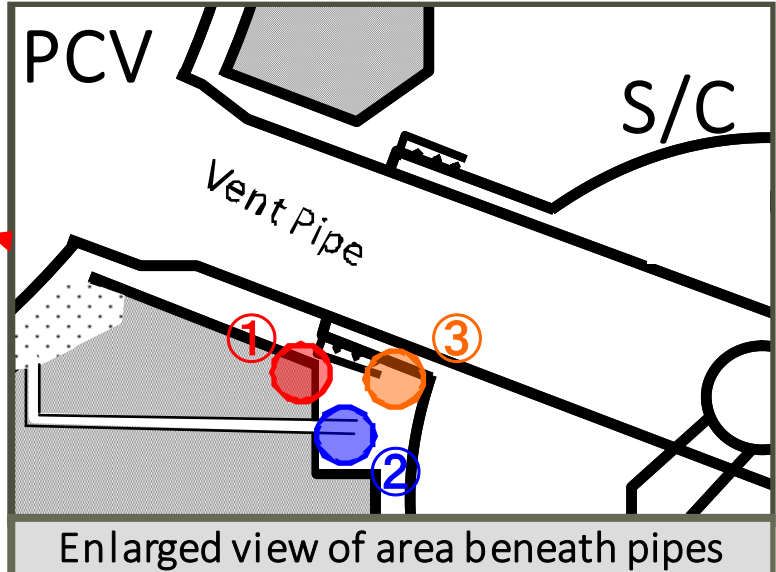 PCV
S/C
Vent Pipe
①
③
②
Enlarged view of area beneath pipes